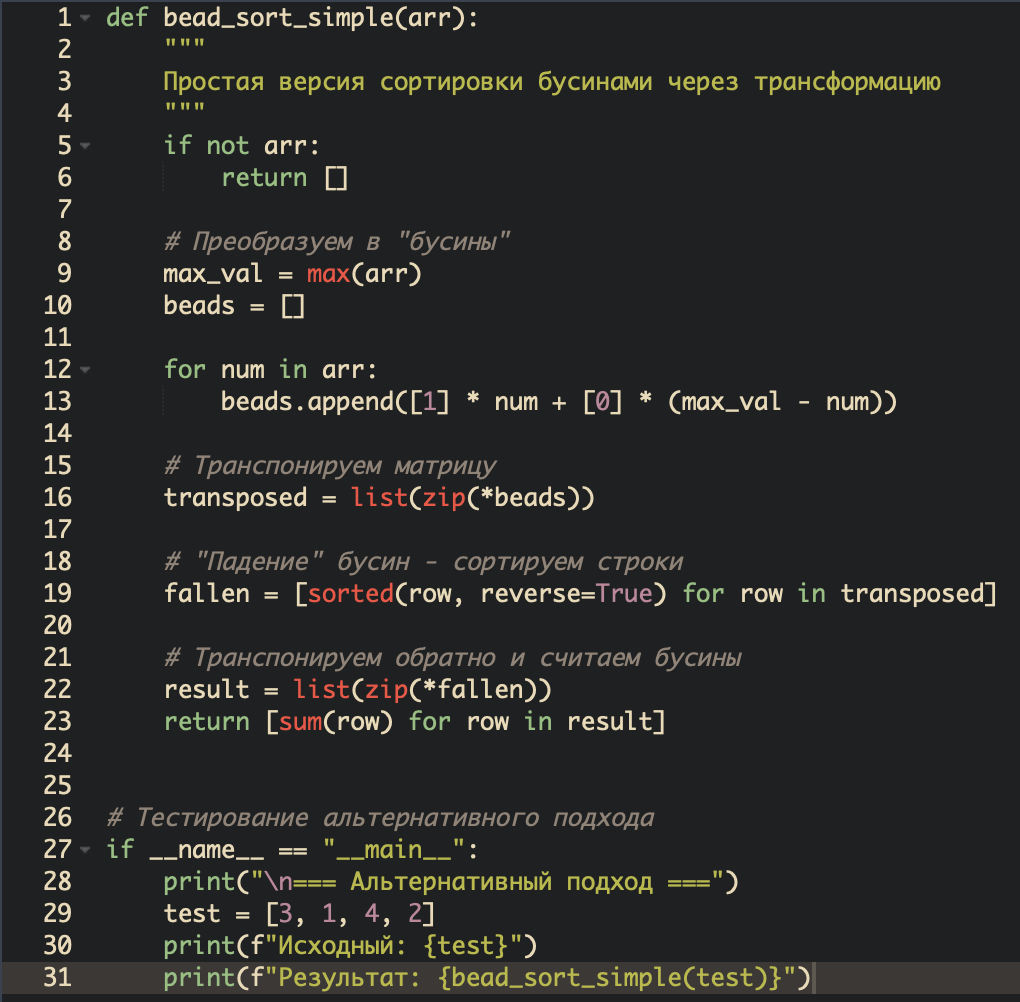 1 def bead_sort_simple(arr):
2     """
3     Простая версия сортировки бусинами через трансформацию
4     """
5     if not arr:
6         return []
7
8     # Преобразуем в "бусины"
9     max_val = max(arr)
10     beads = []
11
12     for num in arr:
13         beads.append([1] * num + [0] * (max_val - num))
14
15     # Транспонируем матрицу
16     transposed = list(zip(*beads))
17
18     # "Падение" бусин - сортируем строки
19     fallen = [sorted(row, reverse=True) for row in transposed]
20
21     # Транспонируем обратно и считаем бусины
22     result = list(zip(*fallen))
23     return [sum(row) for row in result]
24
25
26 # Тестирование альтернативного подхода
27 if __name__ == "__main__":
28     print("\n=== Альтернативный подход ===")
29     test = [3, 1, 4, 2]
30     print(f"Исходный: {test}")
31     print(f"Результат: {bead_sort_simple(test)}")